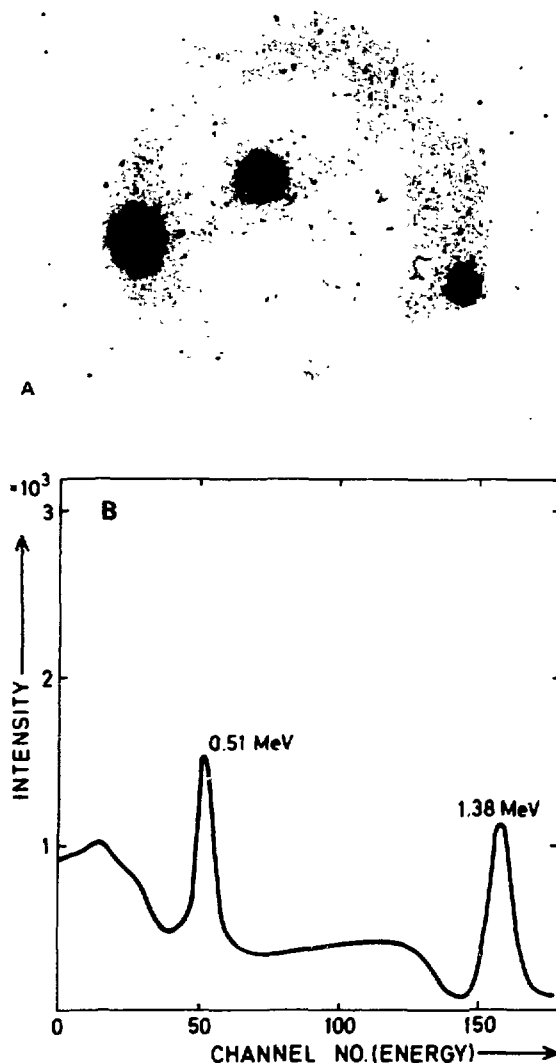 A
×10³
B
3
2
1
INTENSITY
0.51 MeV
1.38 MeV
0 50 100 150
CHANNEL NO.(ENERGY)